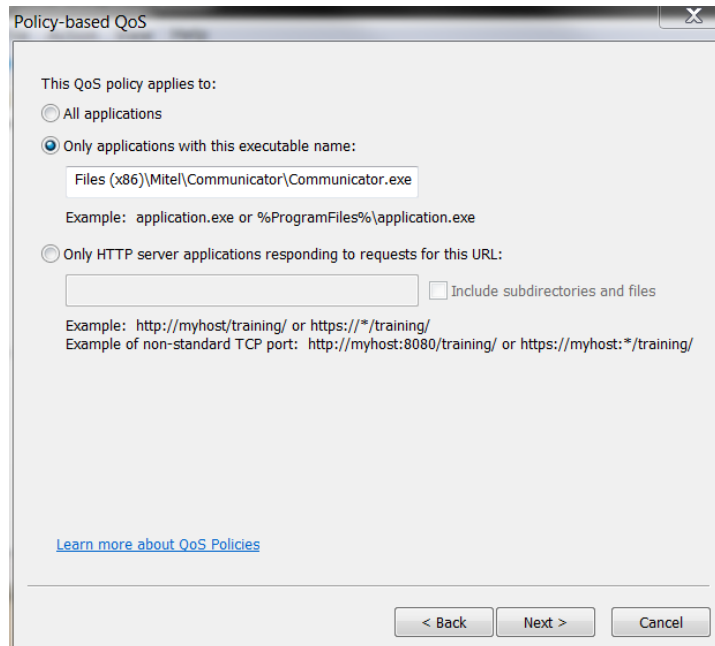 Policy-based QoS
X
This QoS policy applies to:
All applications
Only applications with this executable name:
Files (x86)\Mitel\Communicator\Communicator.exe
Example: application.exe or %ProgramFiles%\application.exe
Only HTTP server applications responding to requests for this URL:
Include subdirectories and files
Example: http://myhost/training/ or https://*/training/
Example of non-standard TCP port: http://myhost:8080/training/ or https://myhost:*/training/
Learn more about QoS Policies
< Back Next > Cancel